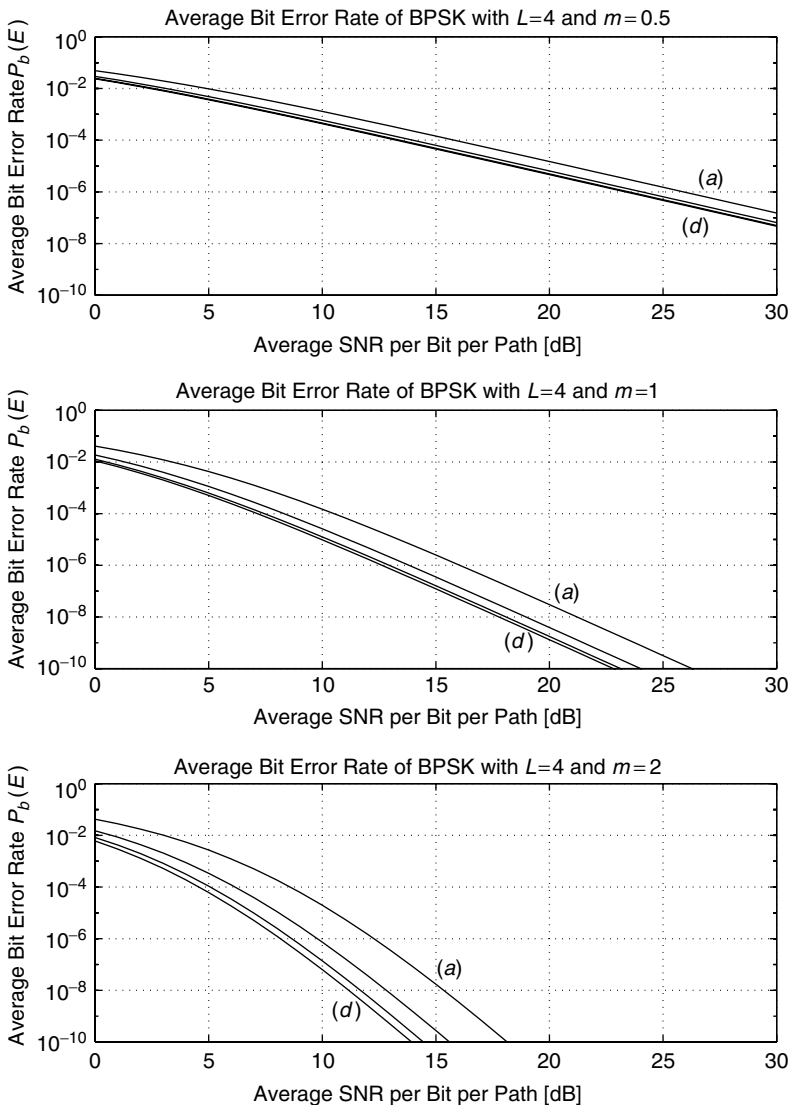 Average Bit Error Rate of BPSK with L=4 and m=0.5
Average Bit Error Rate P_b(E)
10^0
10^−2
10^−4
10^−6
10^−8
10^−10
(a)
(d)
0 5 10 15 20 25 30
Average SNR per Bit per Path [dB]
Average Bit Error Rate of BPSK with L=4 and m=1
Average Bit Error Rate P_b(E)
10^0
10^−2
10^−4
10^−6
10^−8
10^−10
(a)
(d)
0 5 10 15 20 25 30
Average SNR per Bit per Path [dB]
Average Bit Error Rate of BPSK with L=4 and m=2
Average Bit Error Rate P_b(E)
10^0
10^−2
10^−4
10^−6
10^−8
10^−10
(a)
(d)
0 5 10 15 20 25 30
Average SNR per Bit per Path [dB]